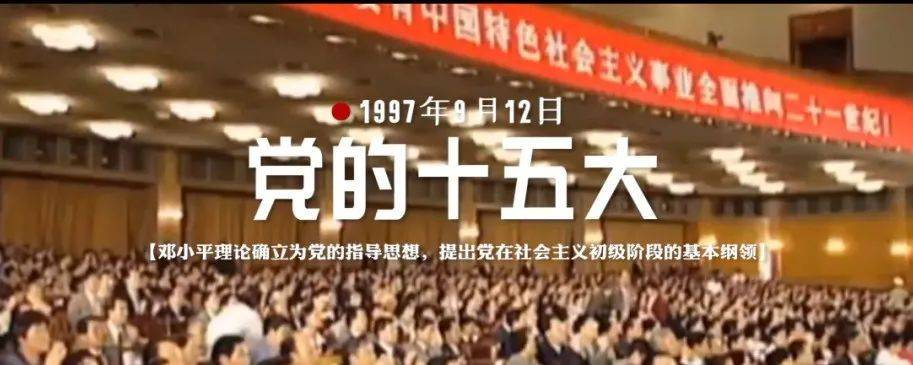 有中国特色社会主义事业全面推向二十一世纪!
1997年9月12日
党的十五大
【邓小平理论确立为党的指导思想，提出党在社会主义初级阶段的基本纲领】